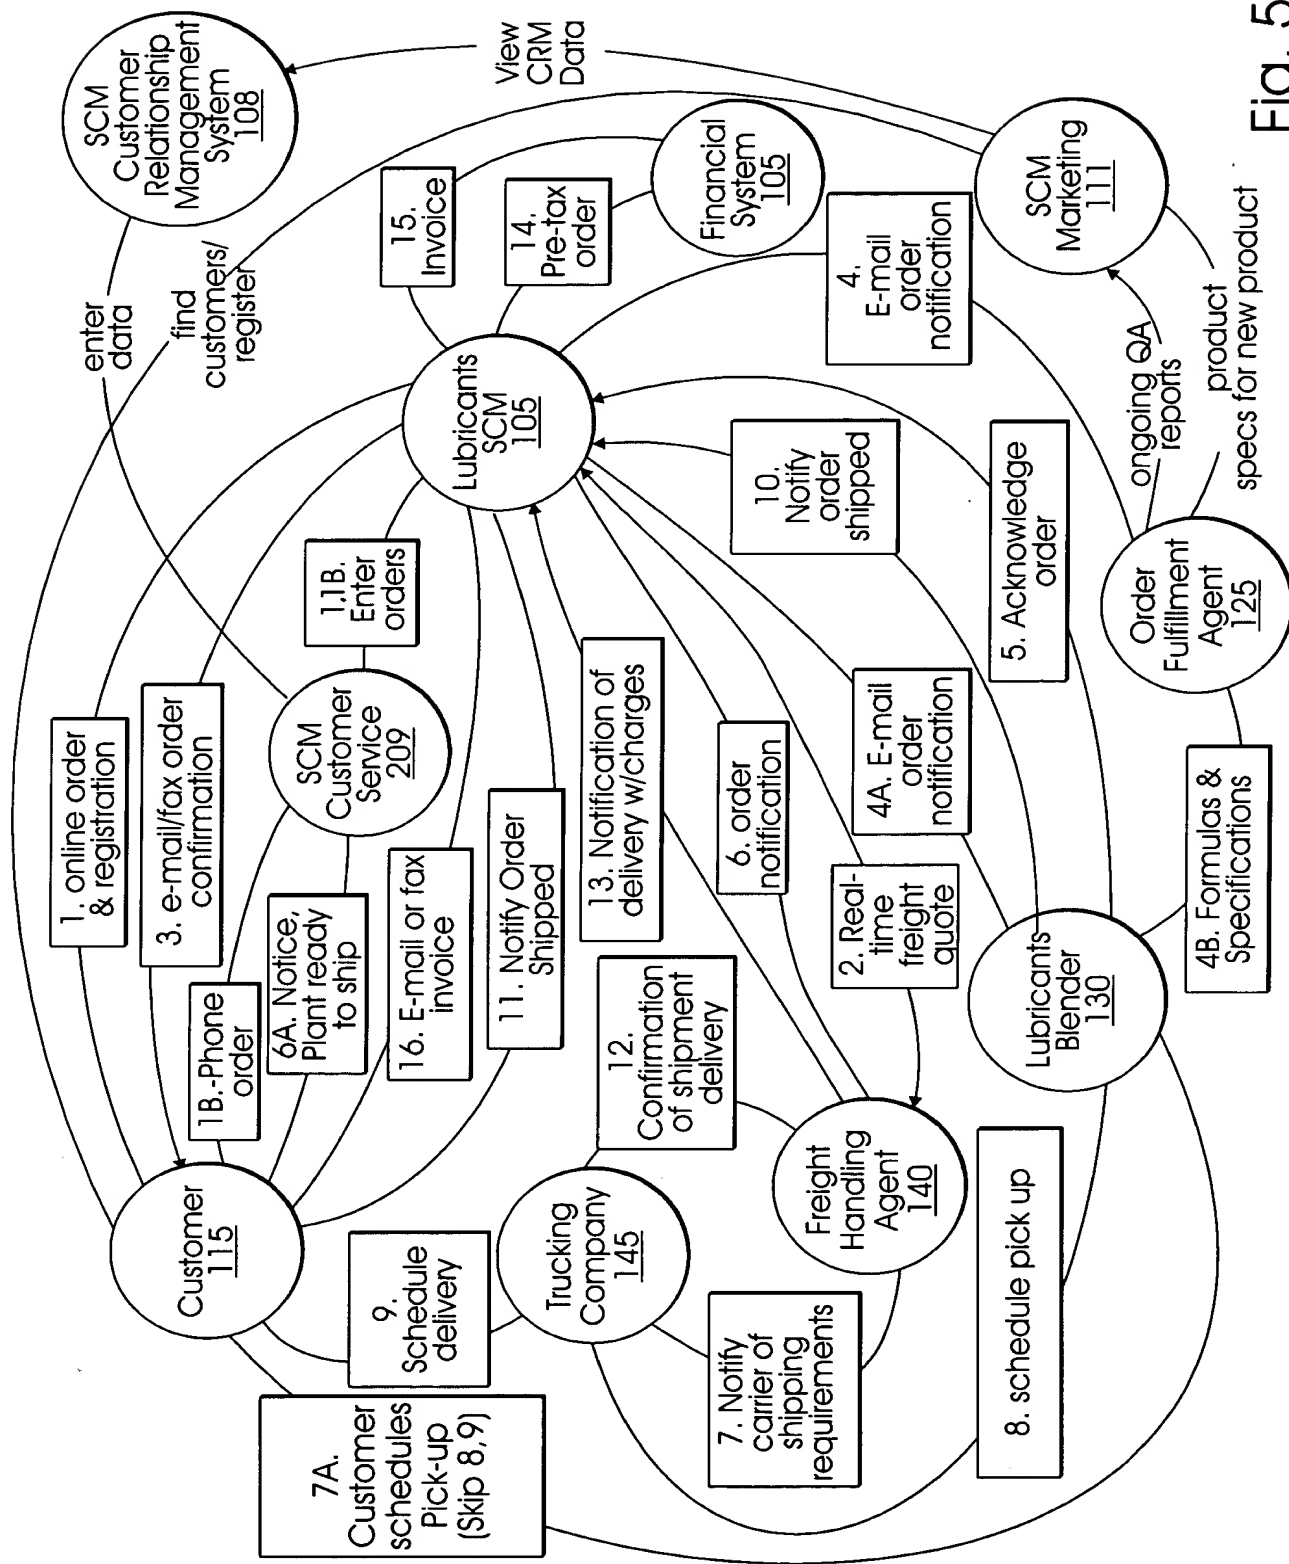 SCM
Customer
Relationship
Management
System
108
View
CRM
Data
enter
data
find
customers/
register
15.
Invoice
14.
Pre-tax
order
Financial
System
105
4.
E-mail
order
notification
SCM
Marketing
111
Lubricants
SCM
105
ongoing QA
reports
product
specs for new product
10.
Notify
order
shipped
5. Acknowledge
order
Order
Fulfillment
Agent
125
1,1B.
Enter
orders
1. online order
& registration
3. e-mail/fax order
confirmation
SCM
Customer
Service
209
13. Notification of
delivery w/charges
6. order
notification
4A. E-mail
order
notification
4B. Formulas &
Specifications
1B.-Phone
order
6A. Notice,
Plant ready
to ship
16. E-mail or fax
invoice
11. Notify Order
Shipped
12.
Confirmation
of shipment
delivery
2. Real-
time
freight
quote
Lubricants
Blender
130
Customer
115
9.
Schedule
delivery
Trucking
Company
145
Freight
Handling
Agent
140
7A.
Customer
schedules
Pick-up
(Skip 8,9)
7. Notify
carrier of
shipping
requirements
8. schedule pick up
Fig. 5